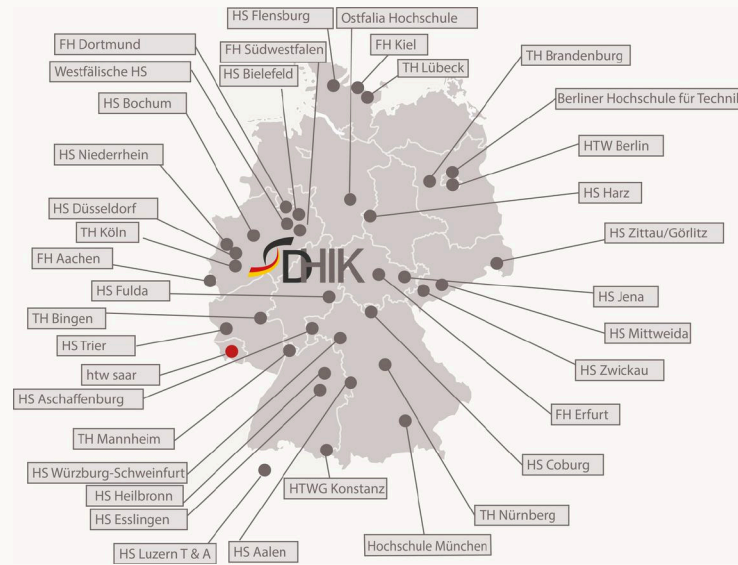 HS Flensburg
Ostfalia Hochschule
FH Dortmund
FH Südwestfalen
FH Kiel
TH Brandenburg
Westfälische HS
HS Bielefeld
TH Lübeck
HS Bochum
Berliner Hochschule für Technik
HTW Berlin
HS Niederrhein
HS Harz
HS Düsseldorf
TH Köln
HS Zittau/Görlitz
FH Aachen
DHIK
HS Fulda
HS Jena
TH Bingen
HS Mittweida
HS Trier
HS Zwickau
htw saar
HS Aschaffenburg
FH Erfurt
TH Mannheim
HS Coburg
HS Würzburg-Schweinfurt
HTWG Konstanz
HS Heilbronn
TH Nürnberg
HS Esslingen
Hochschule München
HS Luzern T & A
HS Aalen